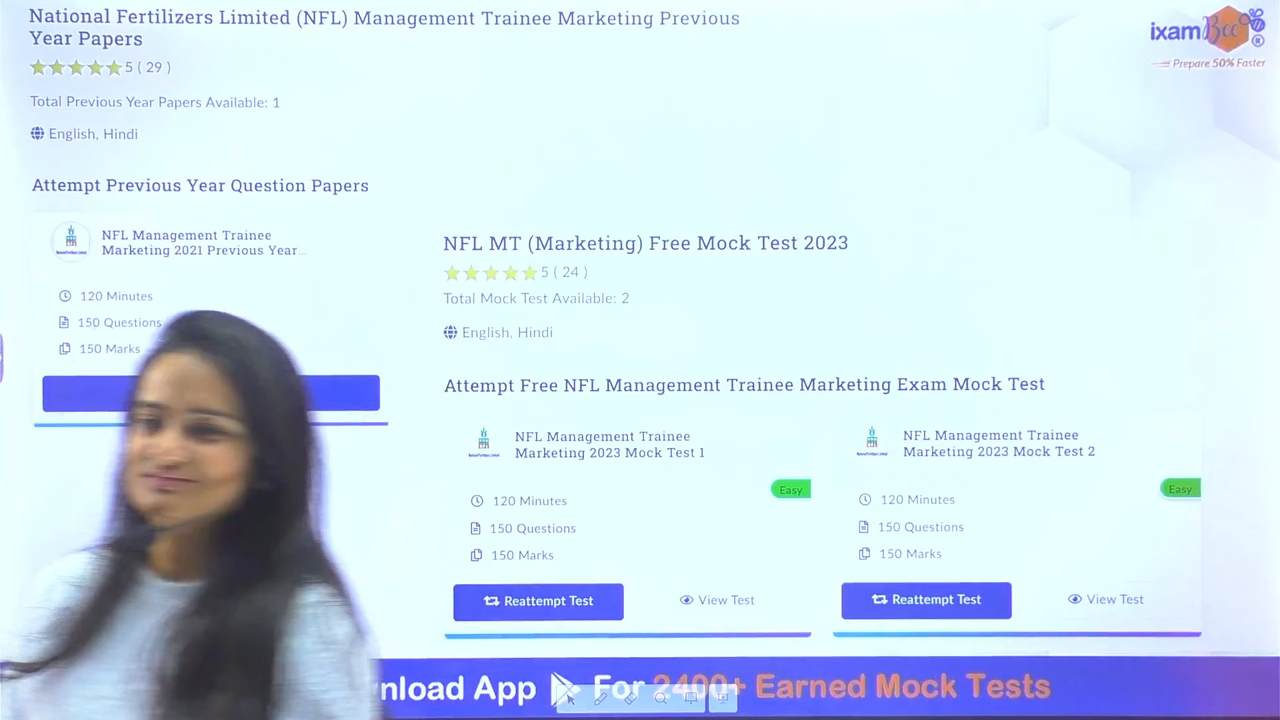 National Fertilizers Limited (NFL) Management Trainee Marketing Previous
Year Papers
5 ( 29 )
Total Previous Year Papers Available: 1
English, Hindi
Attempt Previous Year Question Papers
NFL Management Trainee
Marketing 2021 Previous Year...
120 Minutes
150 Questions
150 Marks
ixamBee®
Prepare 50% Faster
NFL MT (Marketing) Free Mock Test 2023
5 ( 24 )
Total Mock Test Available: 2
English, Hindi
Attempt Free NFL Management Trainee Marketing Exam Mock Test
NFL Management Trainee
Marketing 2023 Mock Test 1
Easy
120 Minutes
150 Questions
150 Marks
Reattempt Test
View Test
NFL Management Trainee
Marketing 2023 Mock Test 2
Easy
120 Minutes
150 Questions
150 Marks
Reattempt Test
View Test
nload App For 2400+ Earned Mock Tests